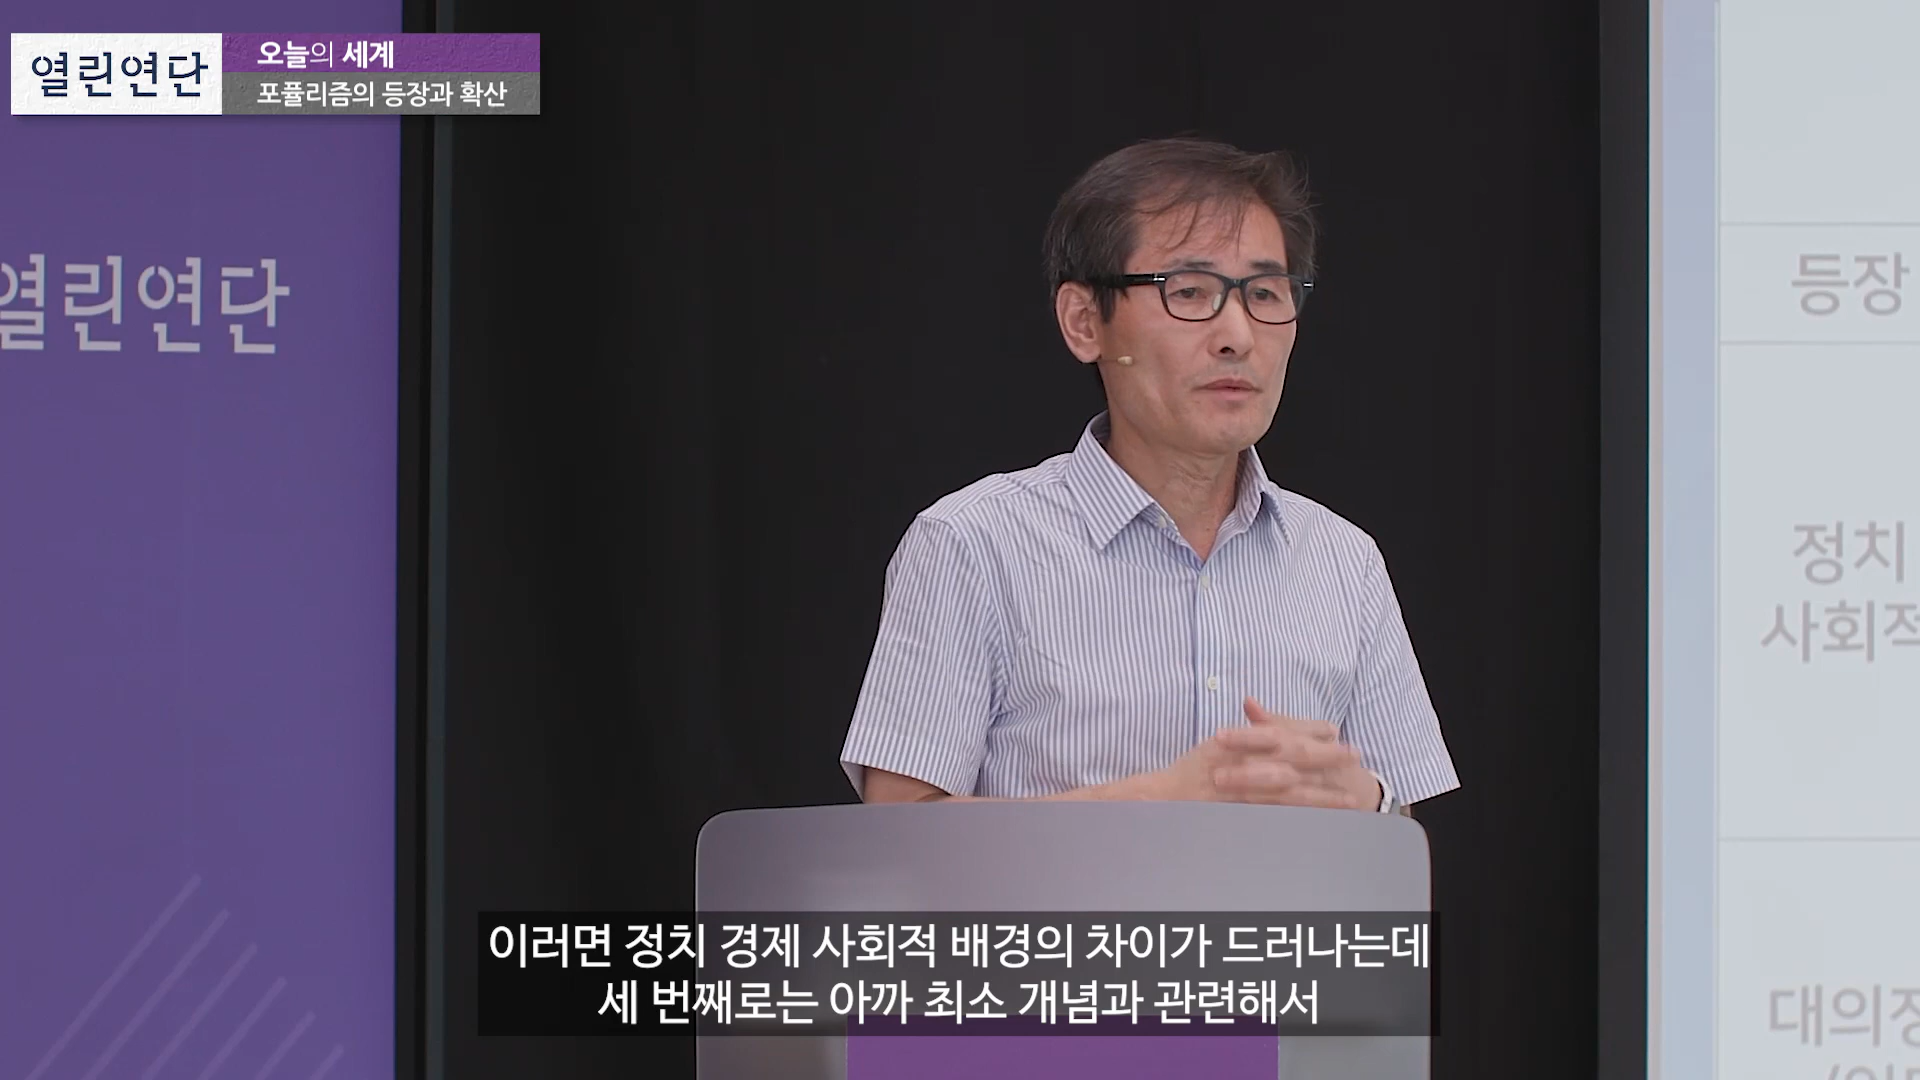 열린연단
오늘의 세계
포퓰리즘의 등장과 확산
열린연단
등장
정치
사회적
이러면 정치 경제 사회적 배경의 차이가 드러나는데
세 번째로는 아까 최소 개념과 관련해서